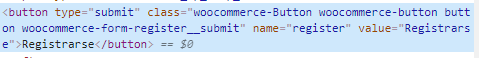 <button type="submit" class="woocommerce-Button woocommerce-button butt
on woocommerce-form-register__submit" name="register" value="Registrars
e">Registrarse</button> == $0